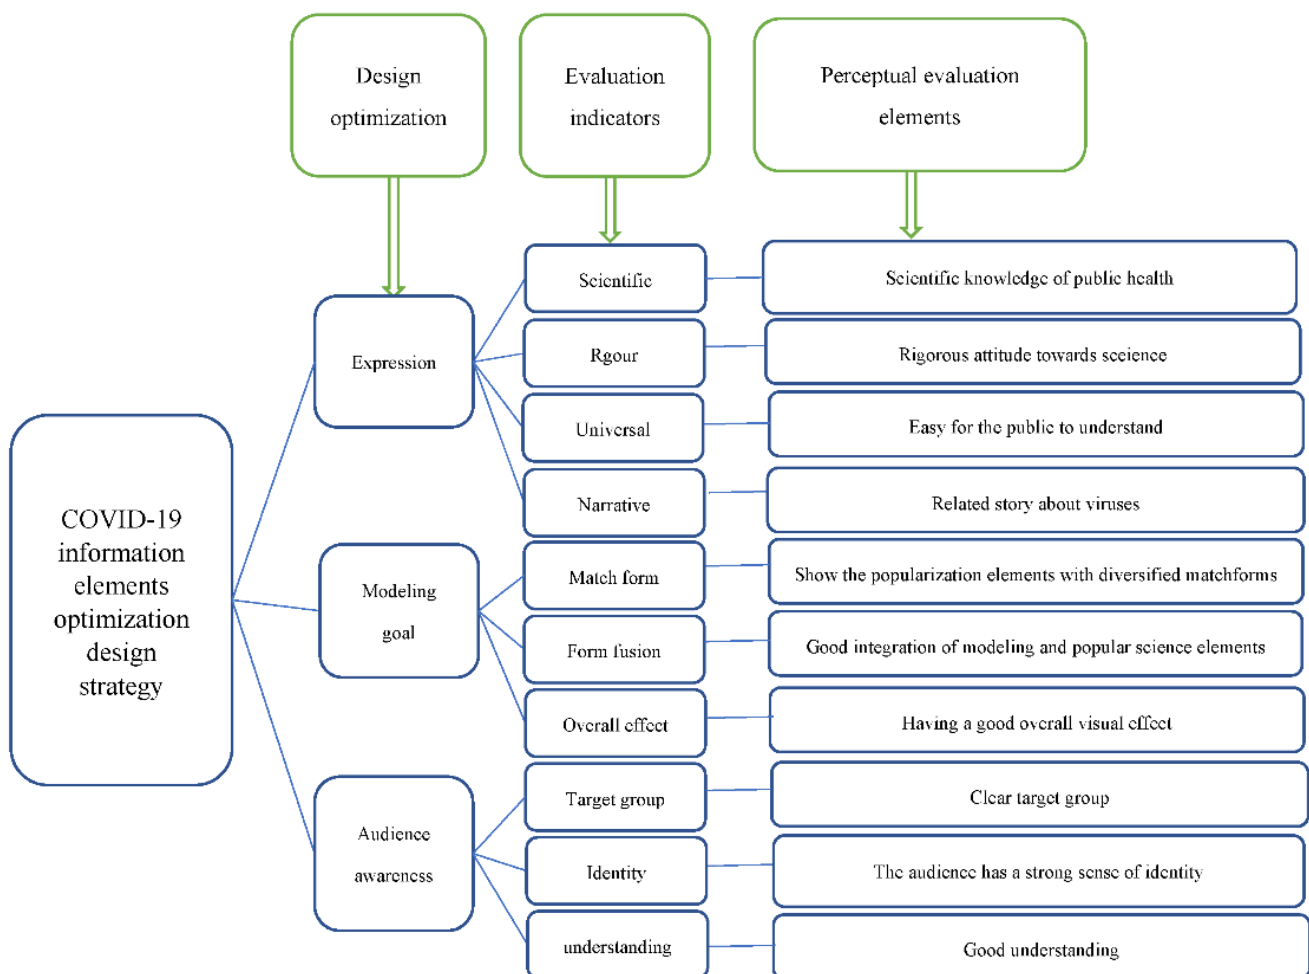 Design
optimization
Evaluation
indicators
Perceptual evaluation
elements
COVID-19
information
elements
optimization
design
strategy
Expression
Scientific
Scientific knowledge of public health
Rgour
Rigorous attitude towards sceience
Universal
Easy for the public to understand
Narrative
Related story about viruses
Modeling
goal
Match form
Show the popularization elements with diversified matchforms
Form fusion
Good integration of modeling and popular science elements
Overall effect
Having a good overall visual effect
Audience
awareness
Target group
Clear target group
Identity
The audience has a strong sense of identity
understanding
Good understanding